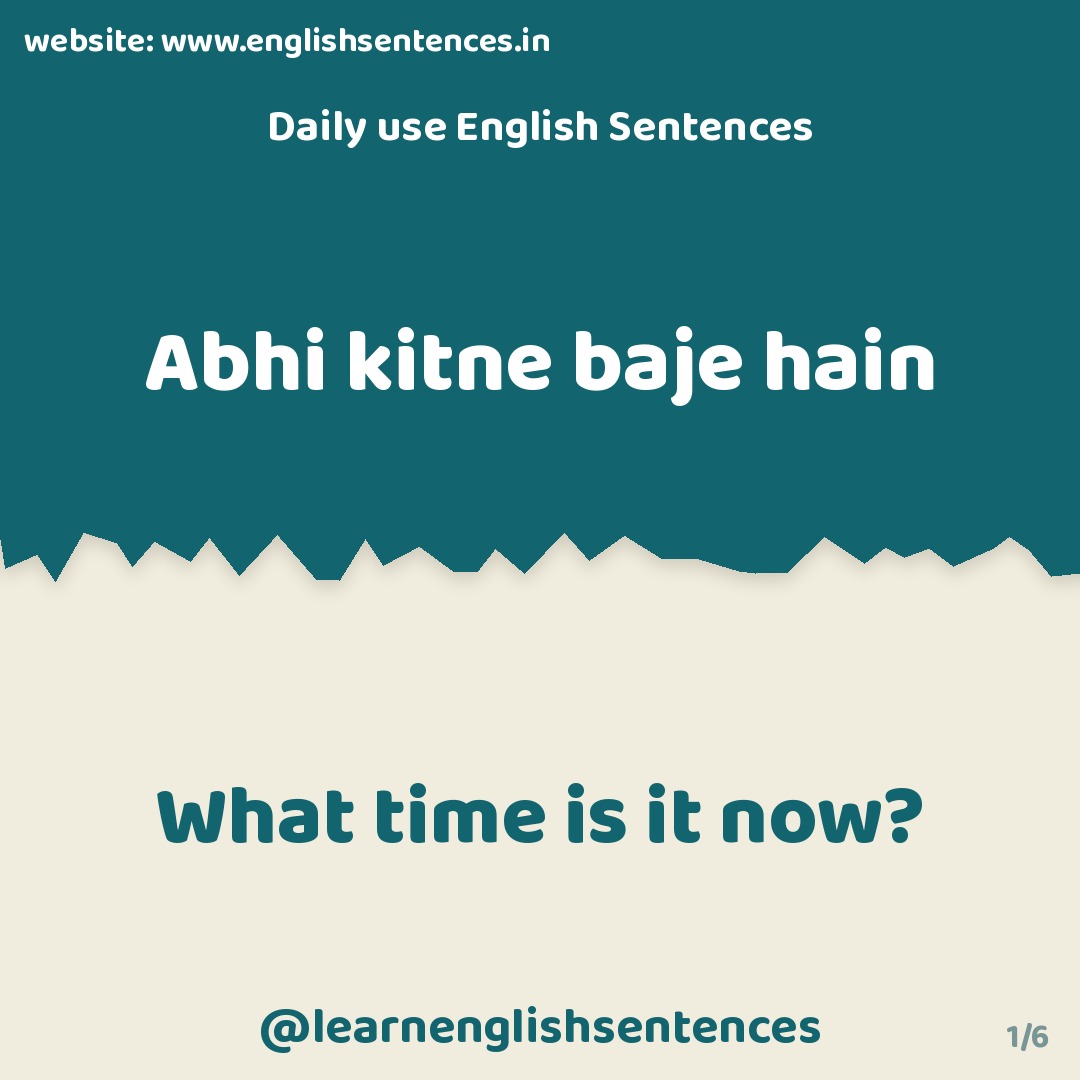 website: www.englishsentences.in
Daily use English Sentences
Abhi kitne baje hain
What time is it now?
@learnenglishsentences
1/6